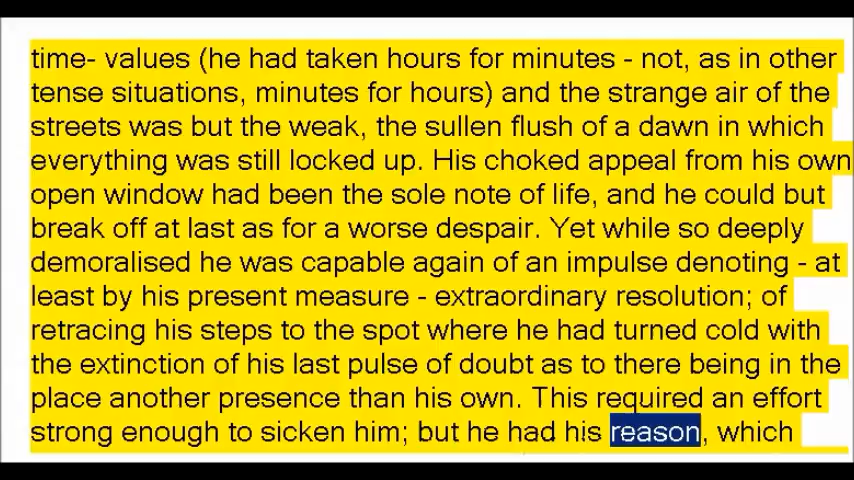 time- values (he had taken hours for minutes - not, as in other
tense situations, minutes for hours) and the strange air of the
streets was but the weak, the sullen flush of a dawn in which
everything was still locked up. His choked appeal from his own
open window had been the sole note of life, and he could but
break off at last as for a worse despair. Yet while so deeply
demoralised he was capable again of an impulse denoting - at
least by his present measure - extraordinary resolution; of
retracing his steps to the spot where he had turned cold with
the extinction of his last pulse of doubt as to there being in the
place another presence than his own. This required an effort
strong enough to sicken him; but he had his reason, which